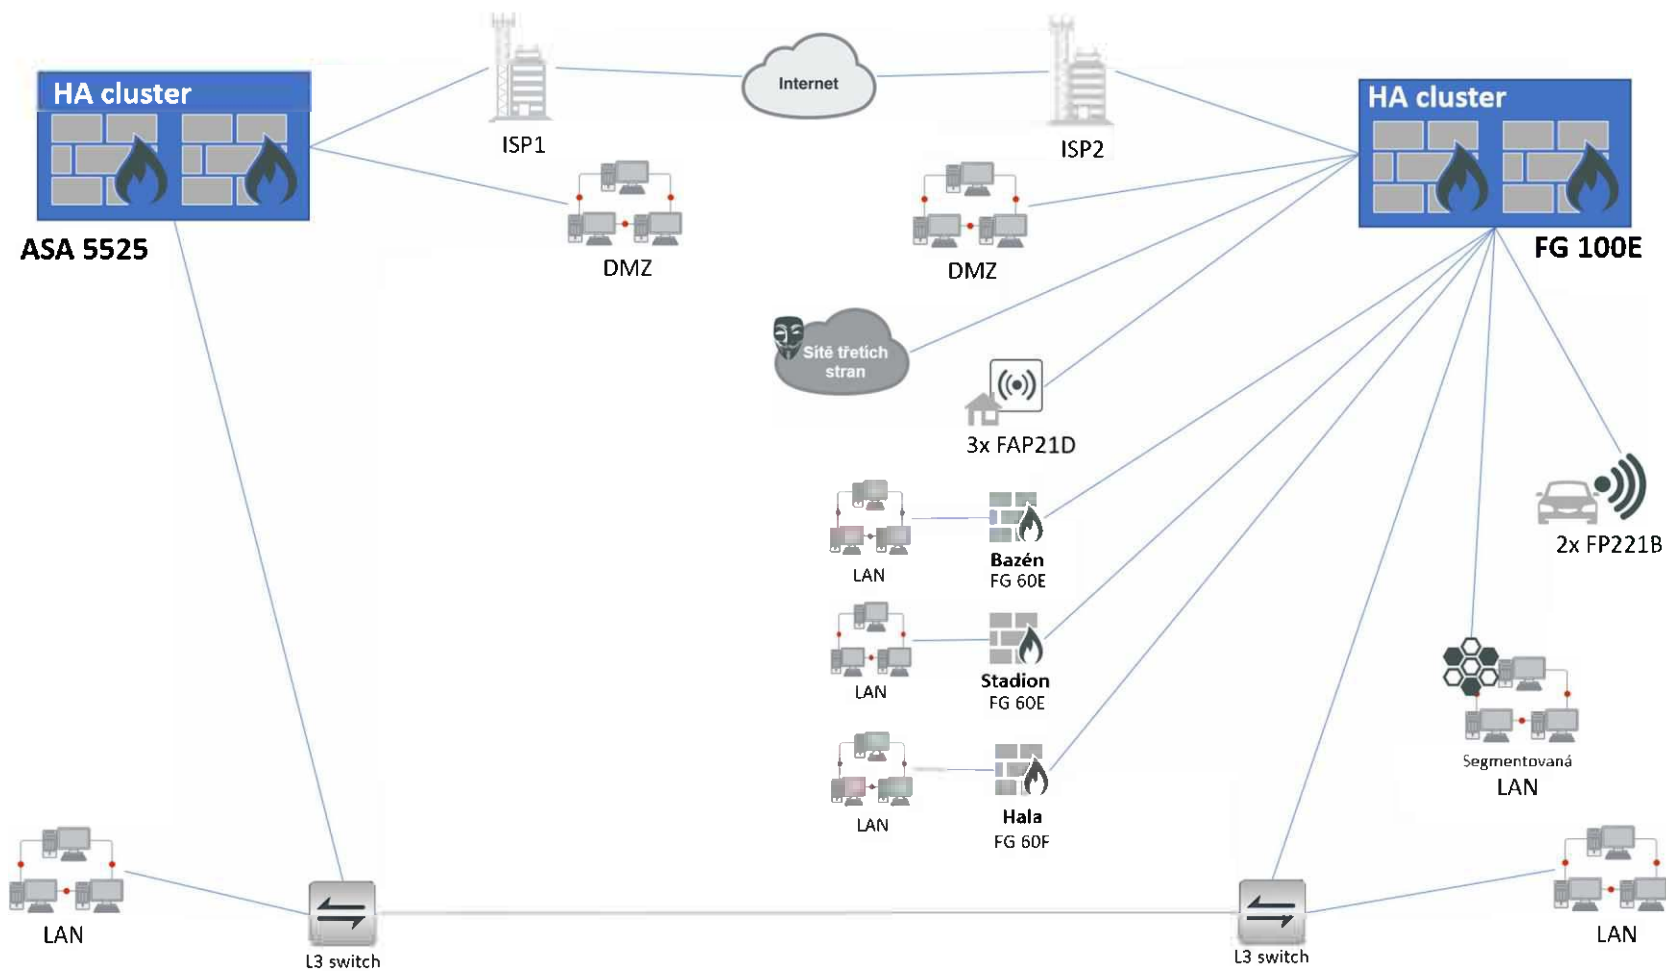 HA cluster
ASA 5525
ISP1
Internet
ISP2
HA cluster
FG 100E
DMZ
DMZ
Sítě třetích
stran
3x FAP21D
2x FP221B
LAN
Bazén
FG 60E
LAN
Stadion
FG 60E
LAN
Hala
FG 60F
Segmentovaná
LAN
LAN
L3 switch
L3 switch
LAN